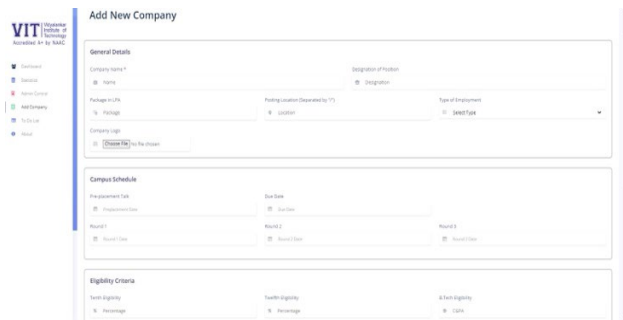 Add New Company
VIT Vidyalankar Institute of Technology
Accredited A+ by NAAC
Dashboard
Statistics
Admin Control
Add Company
To Do List
About
General Details
Company Name *
Designation of Position
Name
Designation
Package in LPA
Posting Location (Separated by "/")
Type of Employment
Package
Location
Select Type
Company Logo
Choose File No file chosen
Campus Schedule
Pre-placement Talk
Due Date
Preplacement Date
Due Date
Round 1
Round 2
Round 3
Round 1 Date
Round 2 Date
Round 3 Date
Eligibility Criteria
Tenth Eligibility
Twelfth Eligibility
B.Tech Eligibility
Percentage
Percentage
CGPA